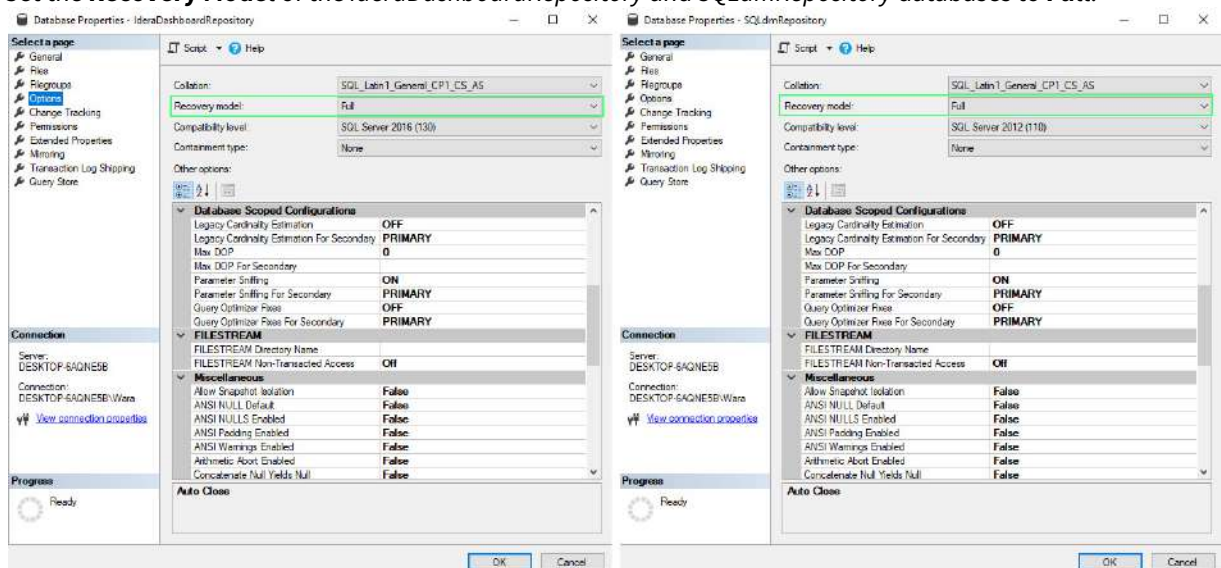 Set the Recovery Model of the IderaDashboardRepository and SQLdmRepository databases to Full.
Database Properties - IderaDashboardRepository
Select a page
General
Files
Filegroups
Options
Change Tracking
Permissions
Extended Properties
Mirroring
Transaction Log Shipping
Query Store
Connection
Server:
DESKTOP-6AQNE5B
Connection:
DESKTOP-6AQNE5B\Wara
View connection properties
Progress
Ready
Script Help
Collation: SQL_Latin1_General_CP1_CS_AS
Recovery model: Full
Compatibility level: SQL Server 2016 (130)
Containment type: None
Other options:
Database Scoped Configurations
Legacy Cardinality Estimation OFF
Legacy Cardinality Estimation For Secondary PRIMARY
Max DOP 0
Max DOP For Secondary
Parameter Sniffing ON
Parameter Sniffing For Secondary PRIMARY
Query Optimizer Fixes OFF
Query Optimizer Fixes For Secondary PRIMARY
FILESTREAM
FILESTREAM Directory Name
FILESTREAM Non-Transacted Access Off
Miscellaneous
Allow Snapshot Isolation False
ANSI NULL Default False
ANSI NULLS Enabled False
ANSI Padding Enabled False
ANSI Warnings Enabled False
Arithmetic Abort Enabled False
Concatenate Null Yields Null False
Auto Close
OK Cancel
Database Properties - SQLdmRepository
Select a page
General
Files
Filegroups
Options
Change Tracking
Permissions
Extended Properties
Mirroring
Transaction Log Shipping
Query Store
Connection
Server:
DESKTOP-6AQNE5B
Connection:
DESKTOP-6AQNE5B\Wara
View connection properties
Progress
Ready
Script Help
Collation: SQL_Latin1_General_CP1_CS_AS
Recovery model: Full
Compatibility level: SQL Server 2012 (110)
Containment type: None
Other options:
Database Scoped Configurations
Legacy Cardinality Estimation OFF
Legacy Cardinality Estimation For Secondary PRIMARY
Max DOP 0
Max DOP For Secondary
Parameter Sniffing ON
Parameter Sniffing For Secondary PRIMARY
Query Optimizer Fixes OFF
Query Optimizer Fixes For Secondary PRIMARY
FILESTREAM
FILESTREAM Directory Name
FILESTREAM Non-Transacted Access Off
Miscellaneous
Allow Snapshot Isolation False
ANSI NULL Default False
ANSI NULLS Enabled False
ANSI Padding Enabled False
ANSI Warnings Enabled False
Arithmetic Abort Enabled False
Concatenate Null Yields Null False
Auto Close
OK Cancel